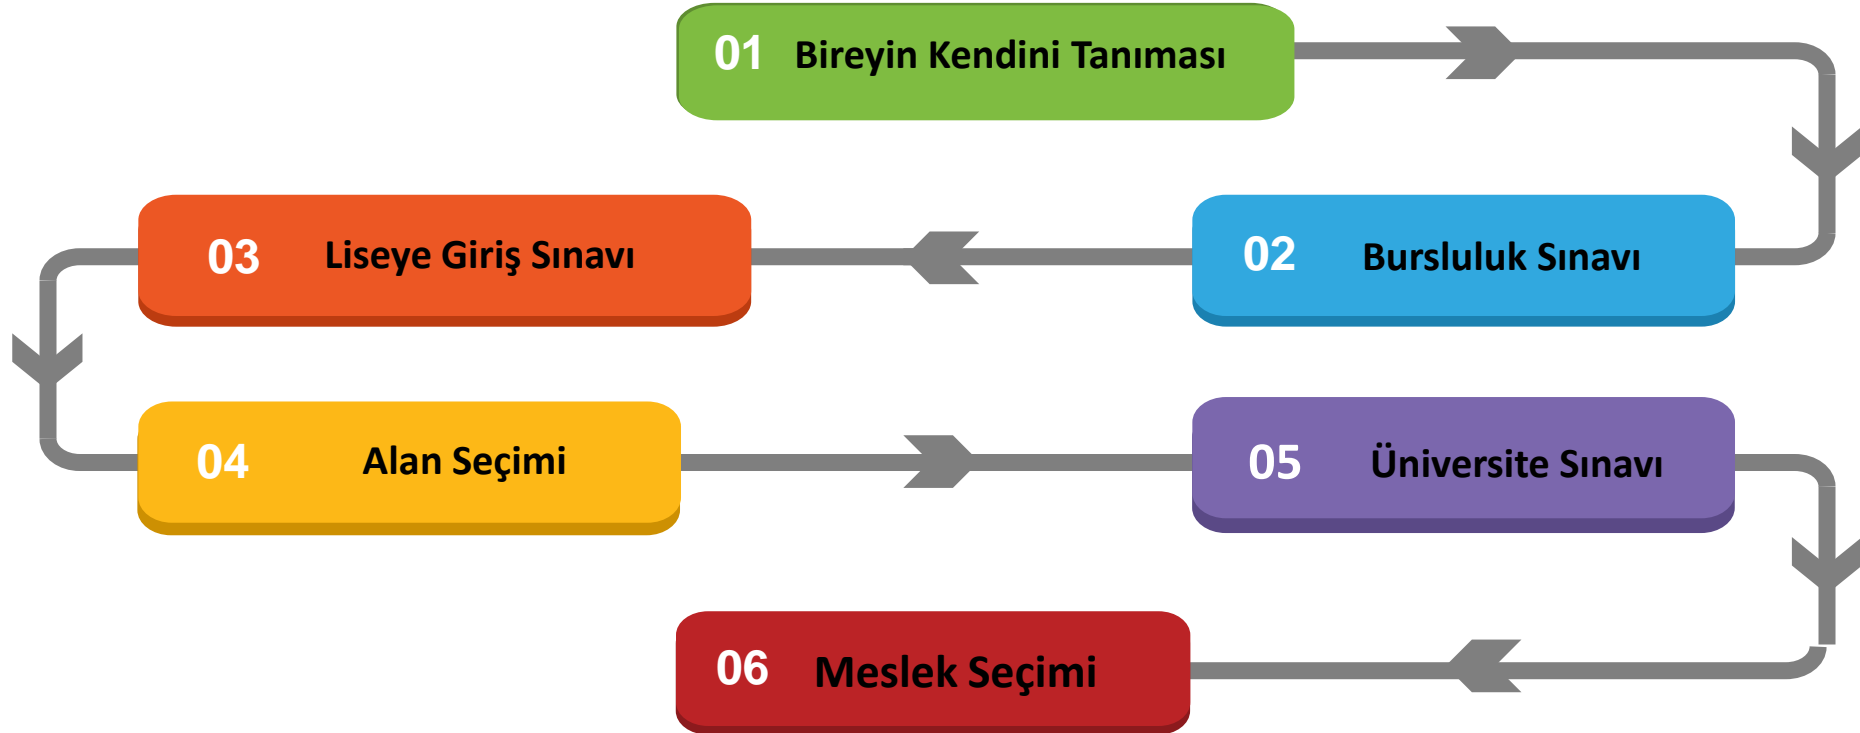 01 Bireyin Kendini Tanıması
02 Bursluluk Sınavı
03 Liseye Giriş Sınavı
04 Alan Seçimi
05 Üniversite Sınavı
06 Meslek Seçimi